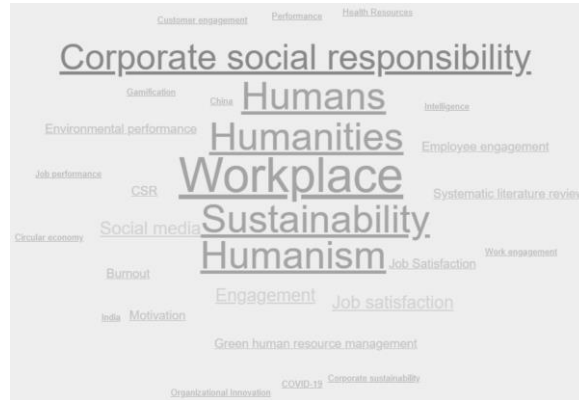 Customer engagement
Performance
Health Resources
Corporate social responsibility
Gamification
China
Humans
Intelligence
Environmental performance
Humanities
Employee engagement
Job performance
CSR
Workplace
Systematic literature review
Circular economy
Social media
Sustainability
Burnout
Humanism
Job Satisfaction
Work engagement
Engagement
Job satisfaction
India
Motivation
Green human resource management
Organizational Innovation
COVID-19
Corporate sustainability